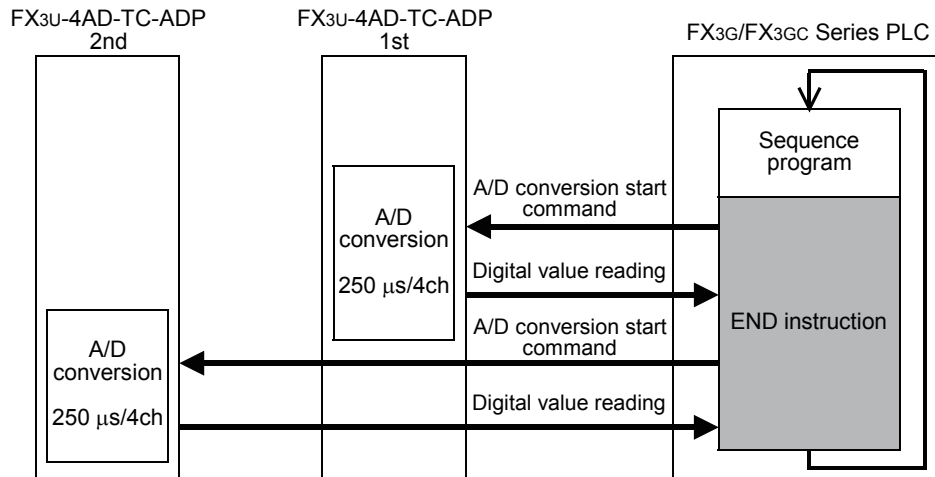 FX3U-4AD-TC-ADP
2nd
FX3U-4AD-TC-ADP
1st
FX3G/FX3GC Series PLC
Sequence
program
A/D conversion start
command
A/D
conversion
250 μs/4ch
Digital value reading
END instruction
A/D conversion start
command
A/D
conversion
250 μs/4ch
Digital value reading